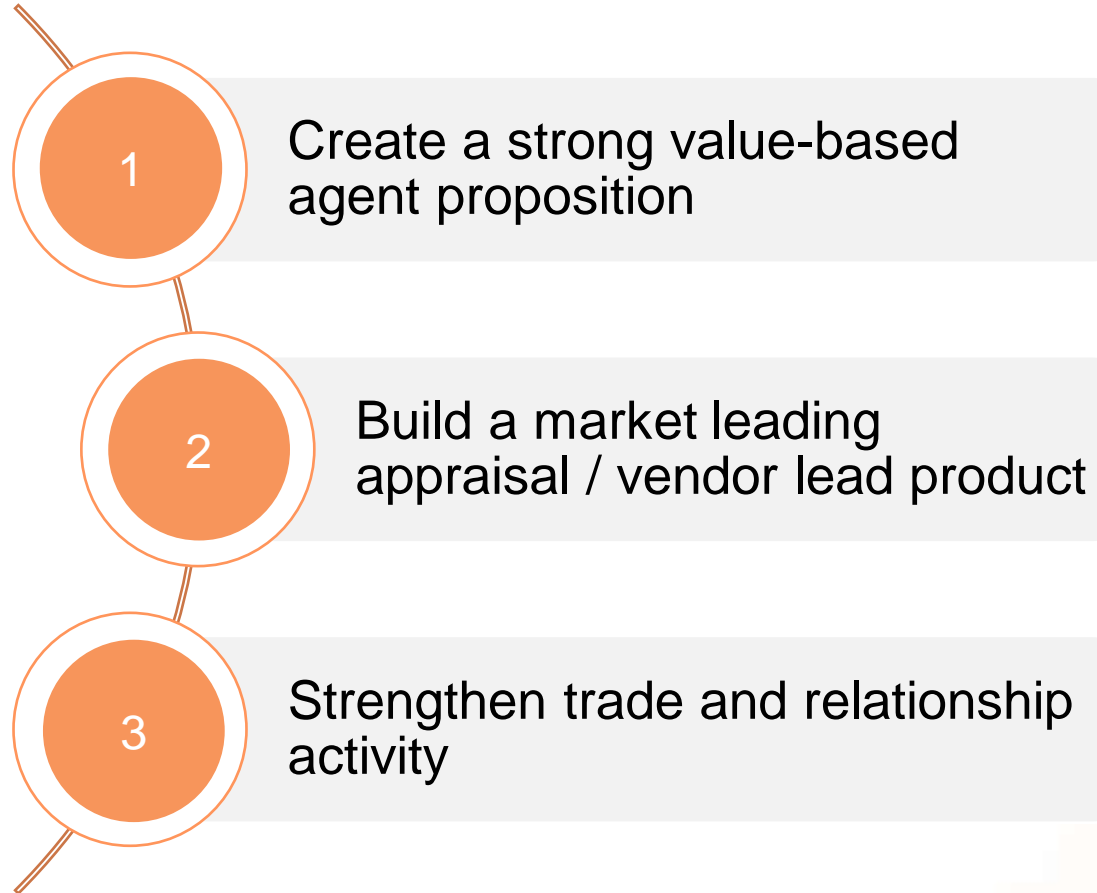 1
Create a strong value-based
agent proposition
2
Build a market leading
appraisal / vendor lead product
3
Strengthen trade and relationship
activity